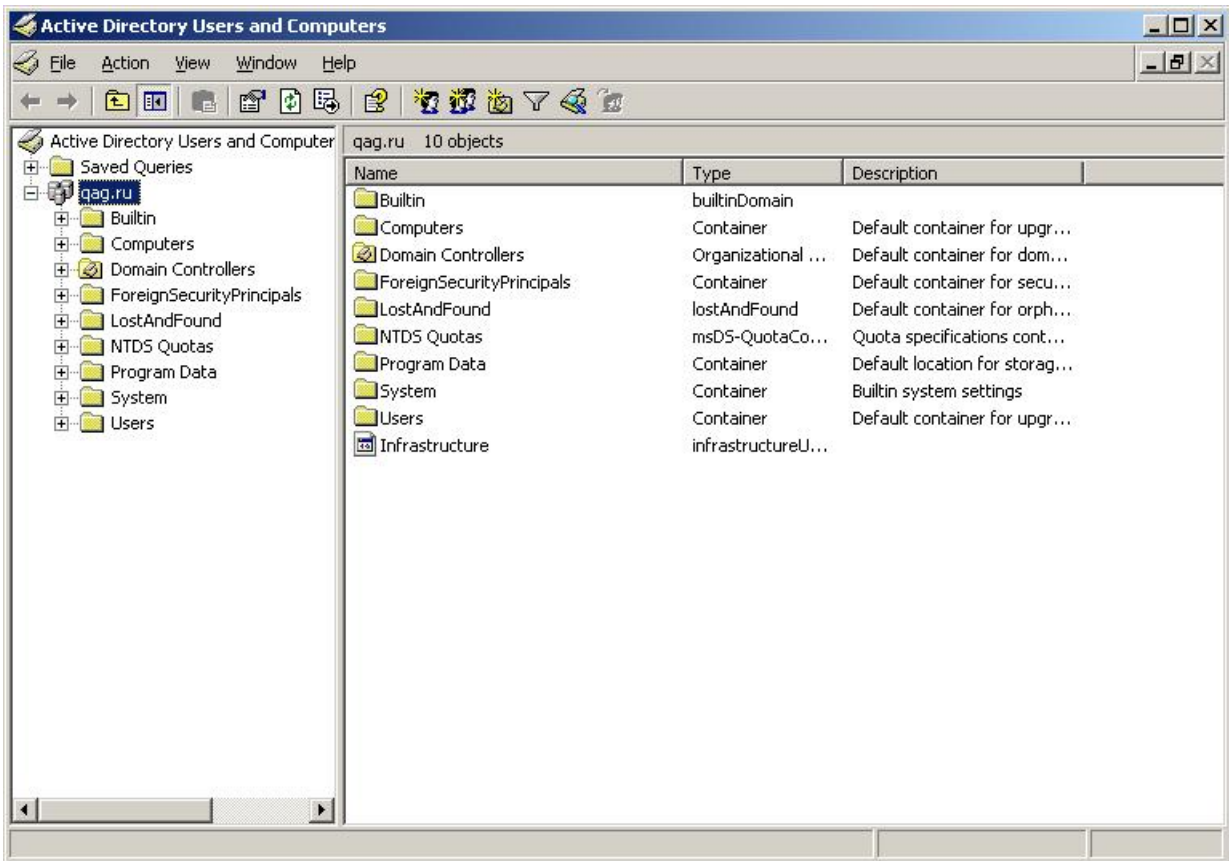 Active Directory Users and Computers
File Action View Window Help
Active Directory Users and Computer
Saved Queries
qag.ru
Builtin
Computers
Domain Controllers
ForeignSecurityPrincipals
LostAndFound
NTDS Quotas
Program Data
System
Users
qag.ru 10 objects
Name Type Description
Builtin builtinDomain
Computers Container Default container for upgr...
Domain Controllers Organizational ... Default container for dom...
ForeignSecurityPrincipals Container Default container for secu...
LostAndFound lostAndFound Default container for orph...
NTDS Quotas msDS-QuotaCo... Quota specifications cont...
Program Data Container Default location for storag...
System Container Builtin system settings
Users Container Default container for upgr...
Infrastructure infrastructureU...